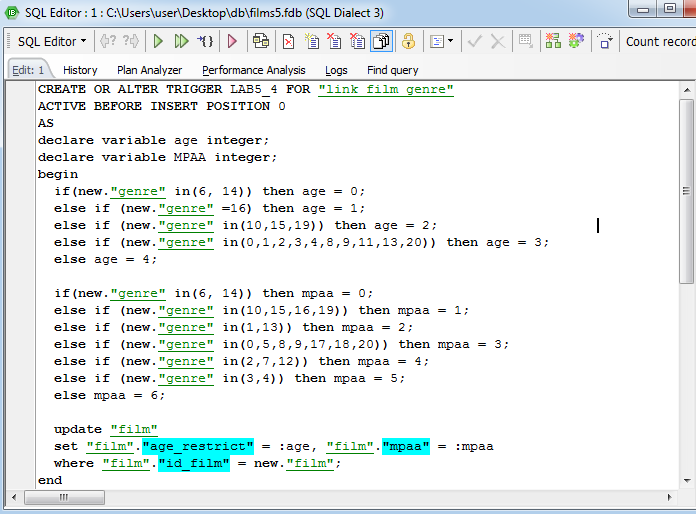 SQL Editor : 1 : C:\Users\user\Desktop\db\films5.fdb (SQL Dialect 3)
SQL Editor Count record
Edit: 1 History Plan Analyzer Performance Analysis Logs Find query
CREATE OR ALTER TRIGGER LAB5_4 FOR "link_film_genre"
ACTIVE BEFORE INSERT POSITION 0
AS
declare variable age integer;
declare variable MPAA integer;
begin
if(new."genre" in(6, 14)) then age = 0;
else if (new."genre" =16) then age = 1;
else if (new."genre" in(10,15,19)) then age = 2;
else if (new."genre" in(0,1,2,3,4,8,9,11,13,20)) then age = 3;
else age = 4;
if(new."genre" in(6, 14)) then mpaa = 0;
else if (new."genre" in(10,15,16,19)) then mpaa = 1;
else if (new."genre" in(1,13)) then mpaa = 2;
else if (new."genre" in(0,5,8,9,17,18,20)) then mpaa = 3;
else if (new."genre" in(2,7,12)) then mpaa = 4;
else if (new."genre" in(3,4)) then mpaa = 5;
else mpaa = 6;
update "film"
set "film"."age_restrict" = :age, "film"."mpaa" = :mpaa
where "film"."id_film" = new."film";
end